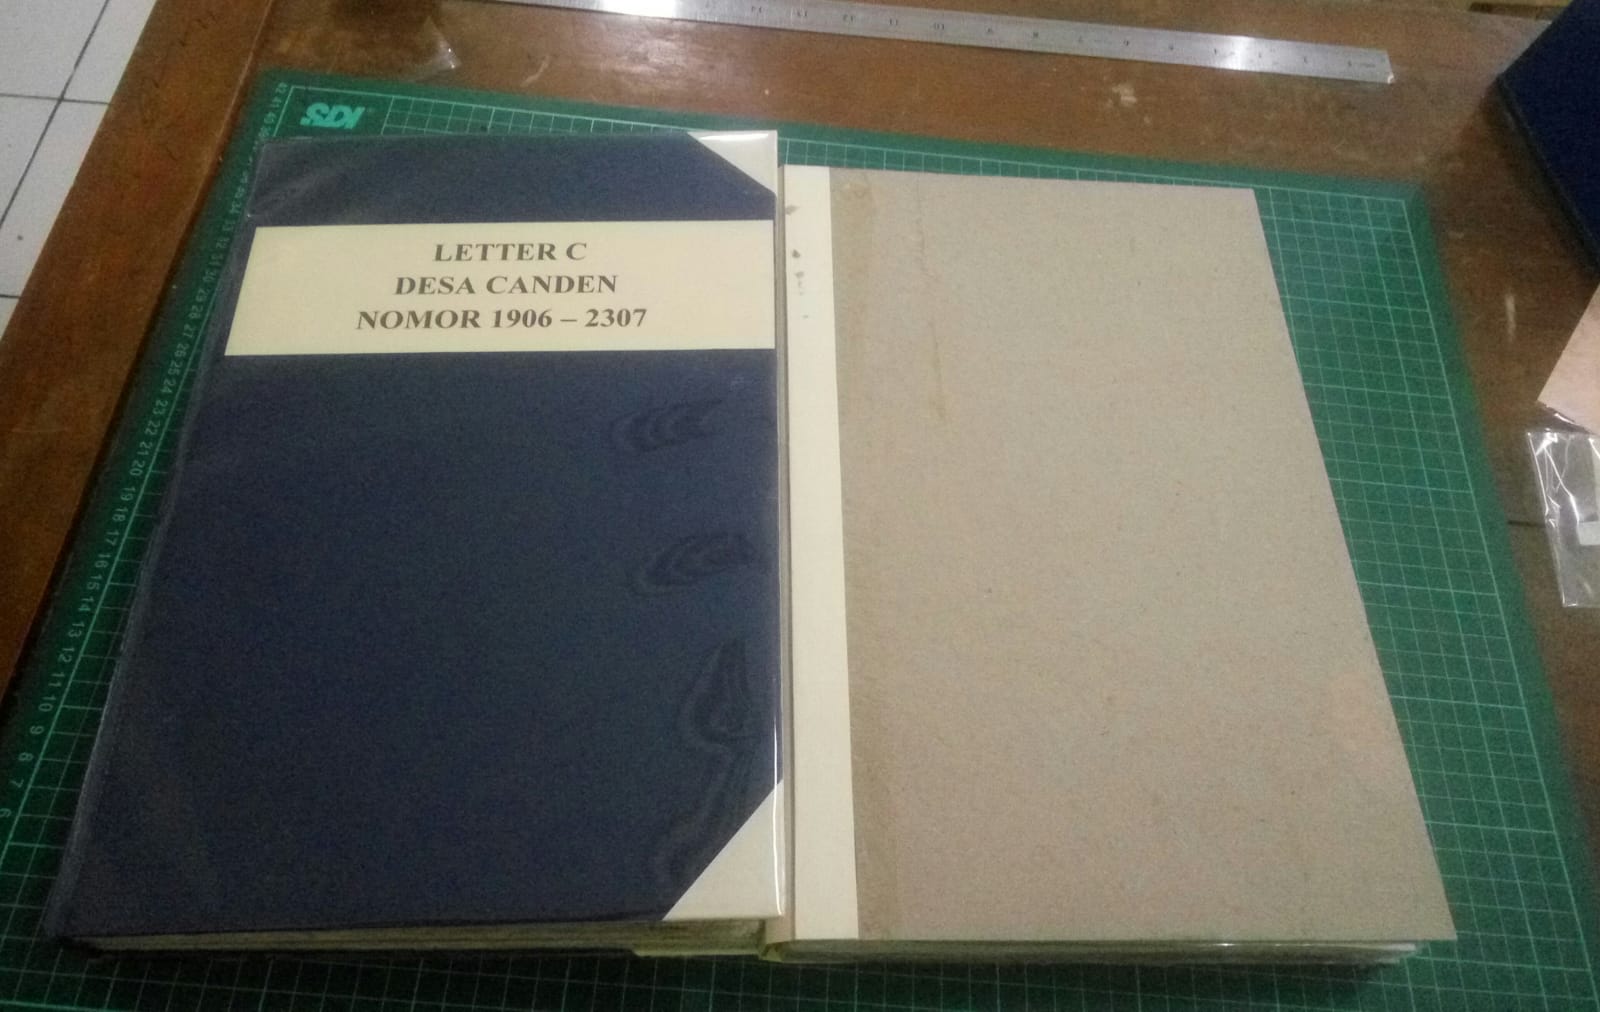 SDI
LETTER C
DESA CANDEN
NOMOR 1906 – 2307